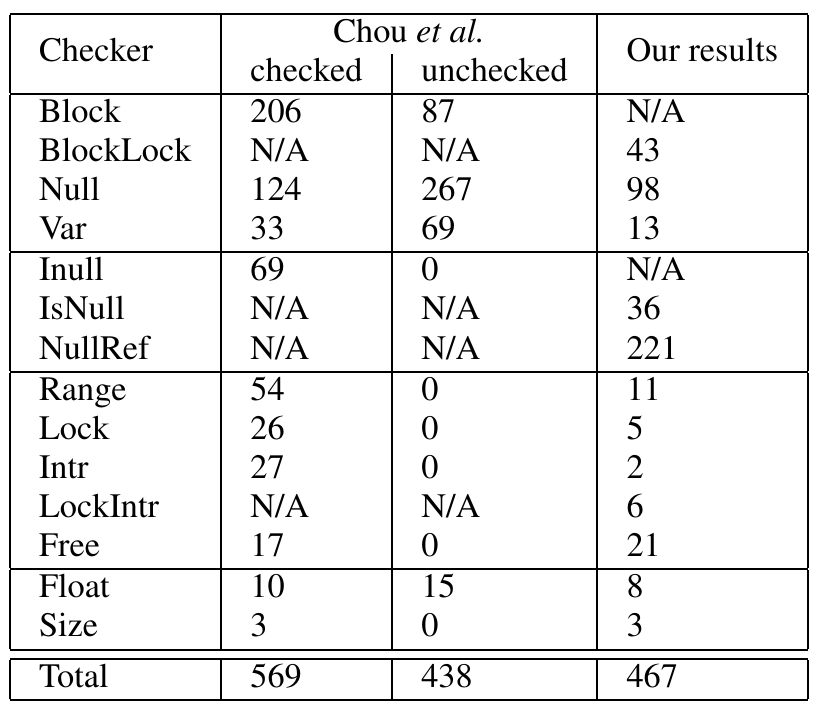 Checker Chou et al. Our results
checked unchecked
Block 206 87 N/A
BlockLock N/A N/A 43
Null 124 267 98
Var 33 69 13
Inull 69 0 N/A
IsNull N/A N/A 36
NullRef N/A N/A 221
Range 54 0 11
Lock 26 0 5
Intr 27 0 2
LockIntr N/A N/A 6
Free 17 0 21
Float 10 15 8
Size 3 0 3
Total 569 438 467